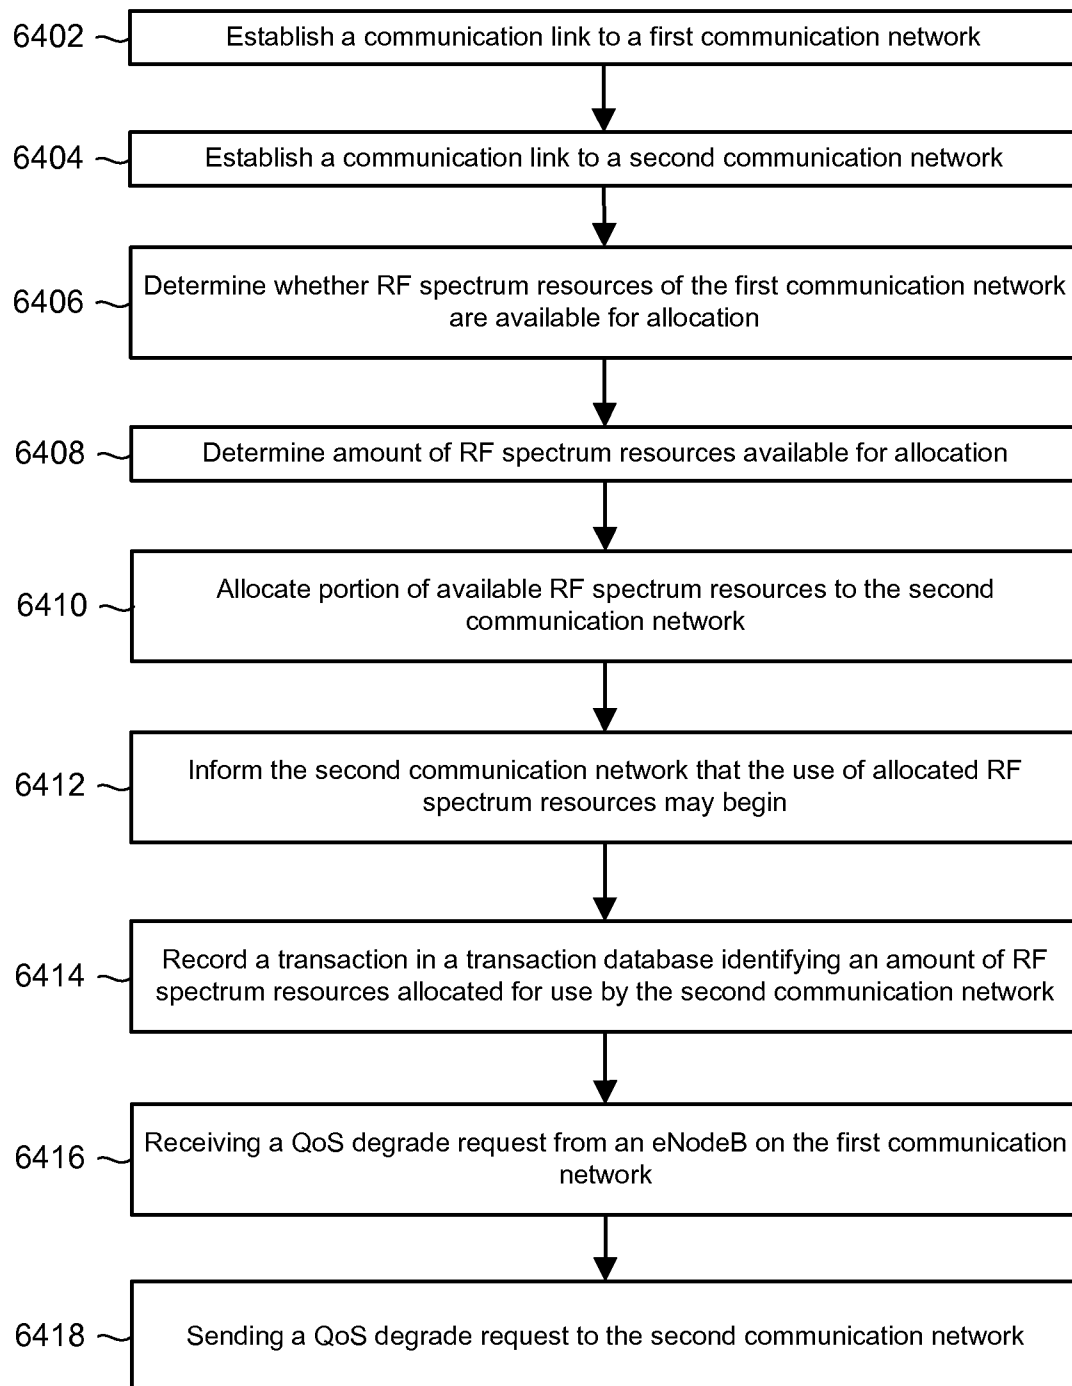 6402 Establish a communication link to a first communication network
6404 Establish a communication link to a second communication network
6406 Determine whether RF spectrum resources of the first communication network
are available for allocation
6408 Determine amount of RF spectrum resources available for allocation
6410 Allocate portion of available RF spectrum resources to the second
communication network
6412 Inform the second communication network that the use of allocated RF
spectrum resources may begin
6414 Record a transaction in a transaction database identifying an amount of RF
spectrum resources allocated for use by the second communication network
6416 Receiving a QoS degrade request from an eNodeB on the first communication
network
6418 Sending a QoS degrade request to the second communication network